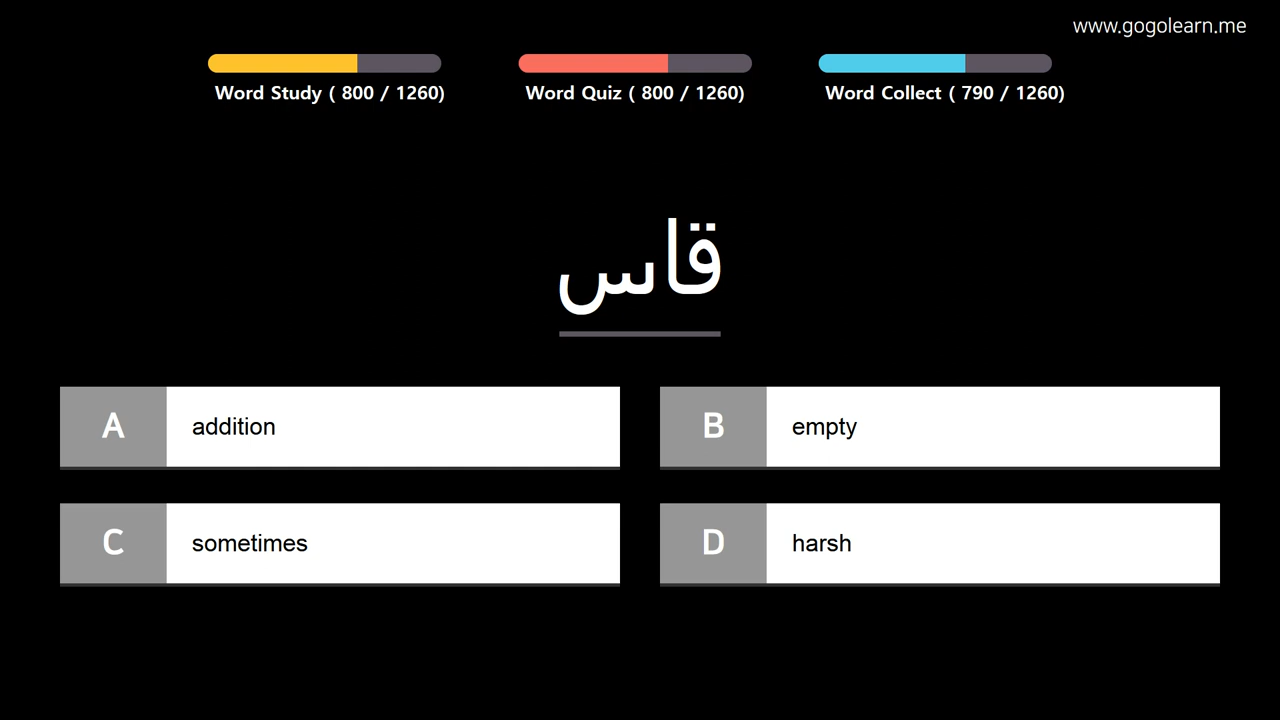 www.gogolearn.me
Word Study ( 800 / 1260)
Word Quiz ( 800 / 1260)
Word Collect ( 790 / 1260)
قاس
A addition
B empty
C sometimes
D harsh